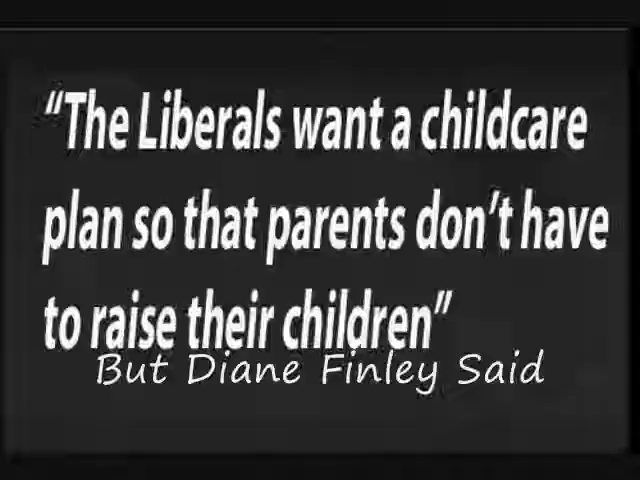 “The Liberals want a childcare
plan so that parents don’t have
to raise their children”
But Diane Finley Said